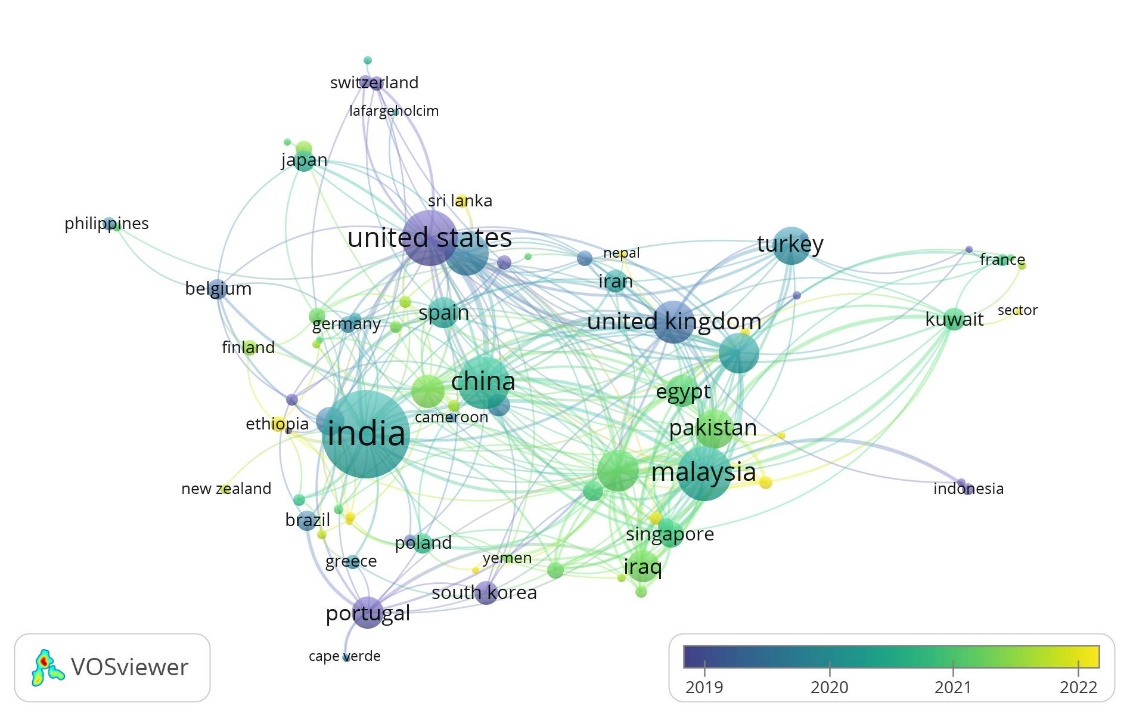 switzerland
lafargeholcim
japan
sri lanka
philippines
united states
turkey
nepal
france
iran
belgium
sector
spain
united kingdom
kuwait
germany
finland
china
egypt
cameroon
ethiopia
india
pakistan
malaysia
new zealand
indonesia
brazil
singapore
poland
greece
yemen
iraq
south korea
portugal
cape verde
VOSviewer
2019 2020 2021 2022